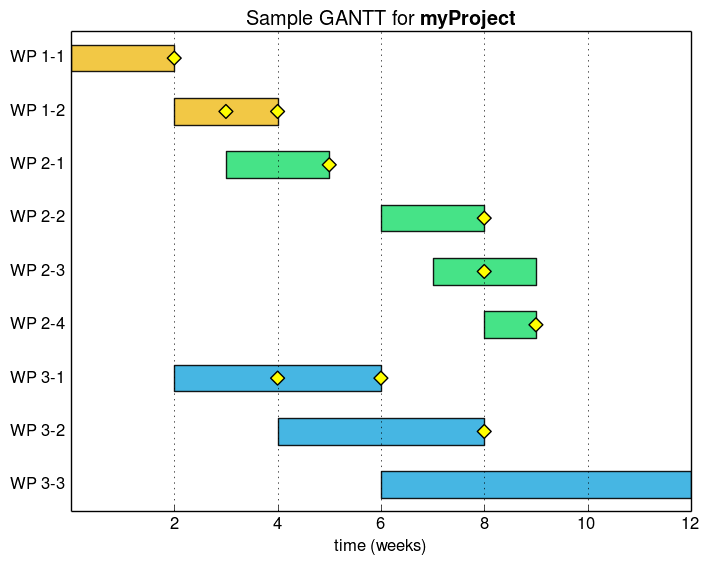 Sample GANTT for myProject
WP 1-1
WP 1-2
WP 2-1
WP 2-2
WP 2-3
WP 2-4
WP 3-1
WP 3-2
WP 3-3
2 4 6 8 10 12
time (weeks)